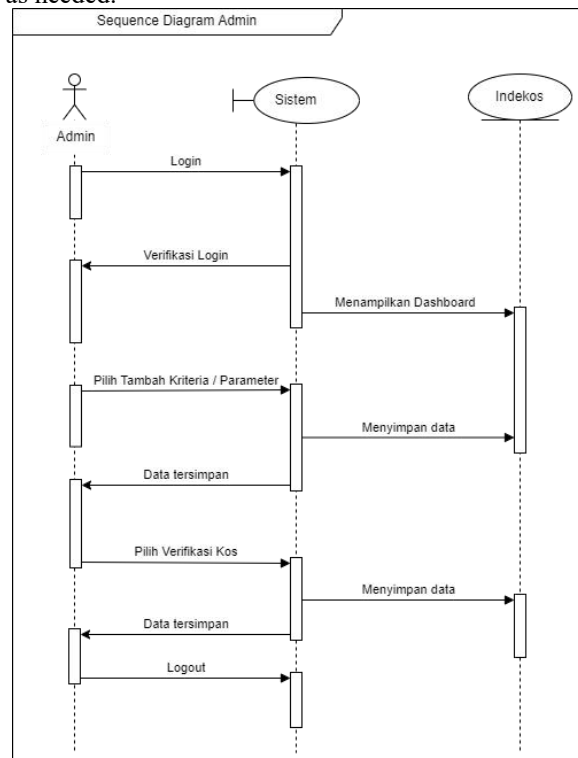 as needed.
Sequence Diagram Admin
Admin
Sistem
Indekos
Login
Verifikasi Login
Menampilkan Dashboard
Pilih Tambah Kriteria / Parameter
Menyimpan data
Data tersimpan
Pilih Verifikasi Kos
Menyimpan data
Data tersimpan
Logout